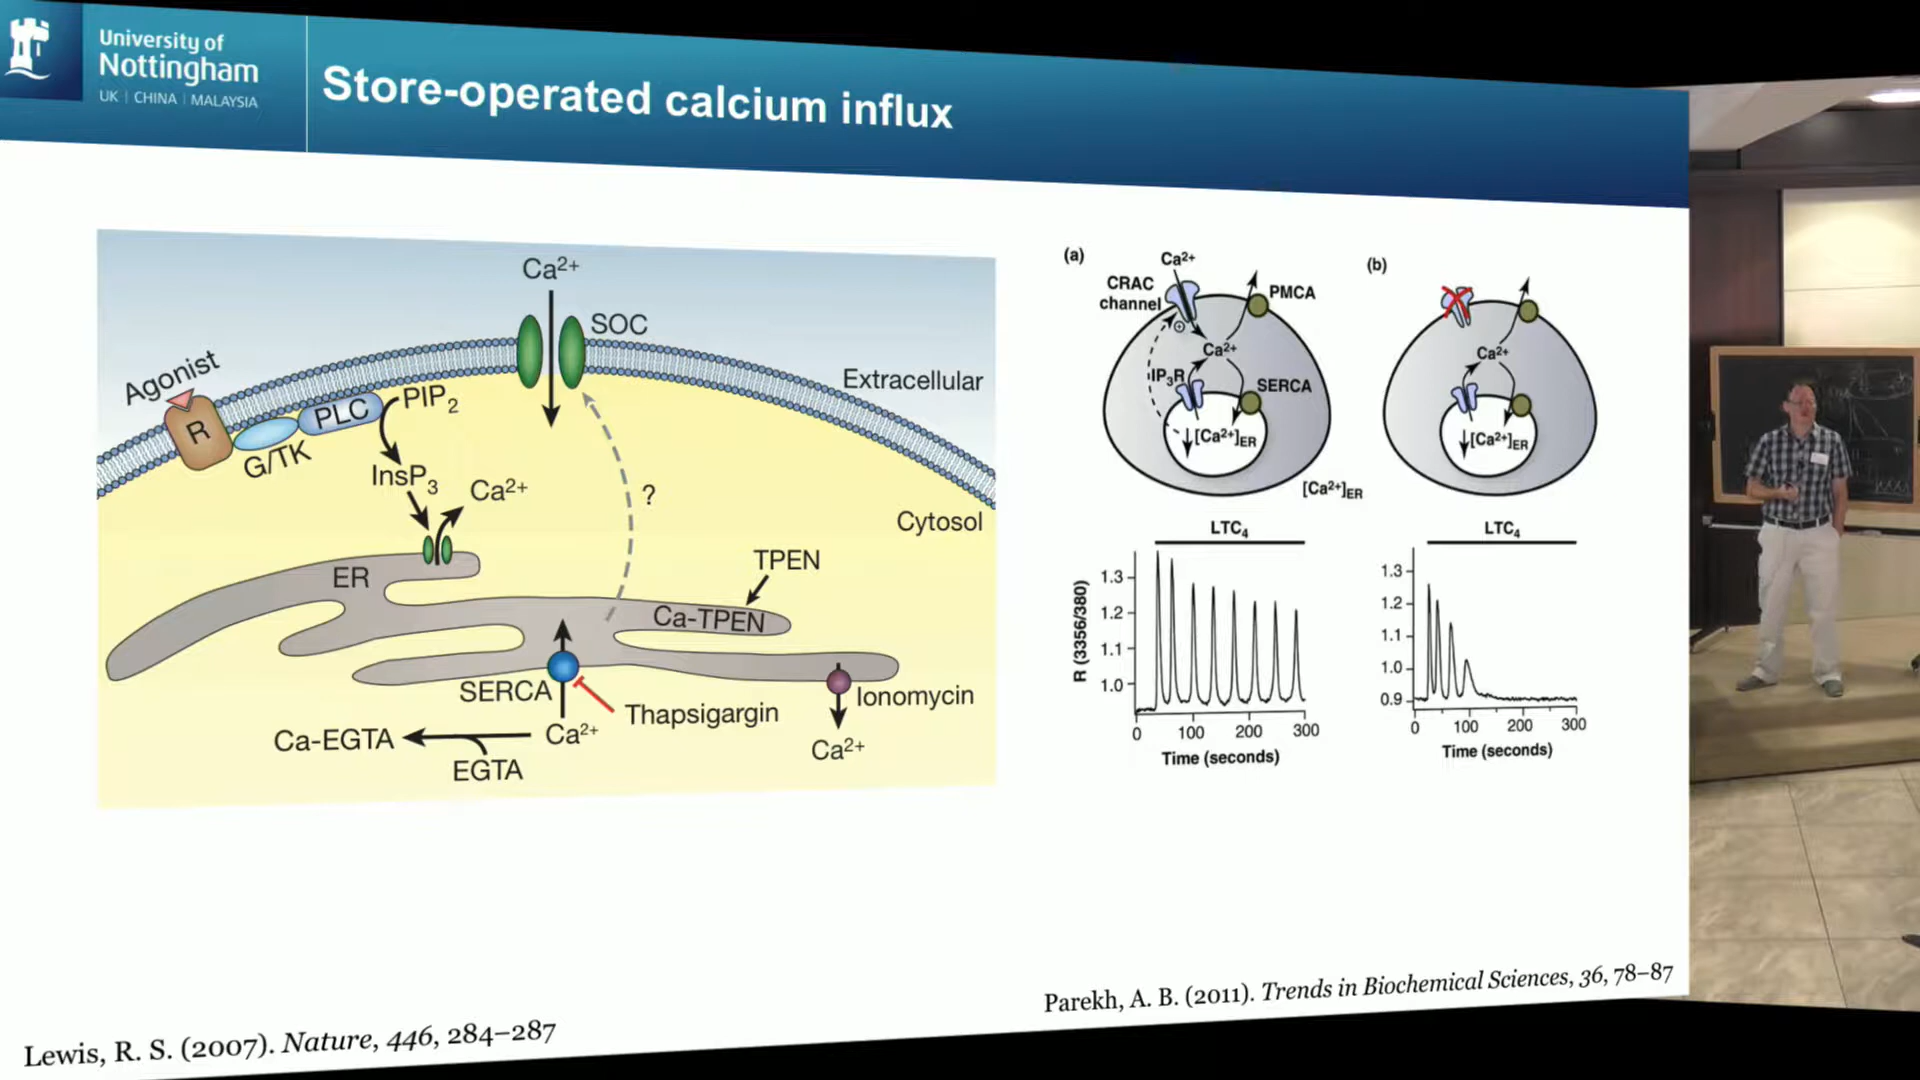 University of
Nottingham
UK | CHINA | MALAYSIA
Store-operated calcium influx
Ca²⁺
SOC
Extracellular
Agonist
R
G/TK
PLC
PIP₂
InsP₃
Ca²⁺
?
Cytosol
ER
TPEN
Ca-TPEN
SERCA
Thapsigargin
Ionomycin
Ca-EGTA
Ca²⁺
EGTA
Ca²⁺
(a)
Ca²⁺
CRAC
channel
PMCA
Ca²⁺
IP₃R
SERCA
↓[Ca²⁺]ER
[Ca²⁺]ER
LTC₄
R (3356/380)
1.3
1.2
1.1
1.0
0 100 200 300
Time (seconds)
(b)
Ca²⁺
↓[Ca²⁺]ER
LTC₄
1.3
1.2
1.1
1.0
0.9
0 100 200 300
Time (seconds)
Parekh, A. B. (2011). Trends in Biochemical Sciences, 36, 78–87
Lewis, R. S. (2007). Nature, 446, 284–287